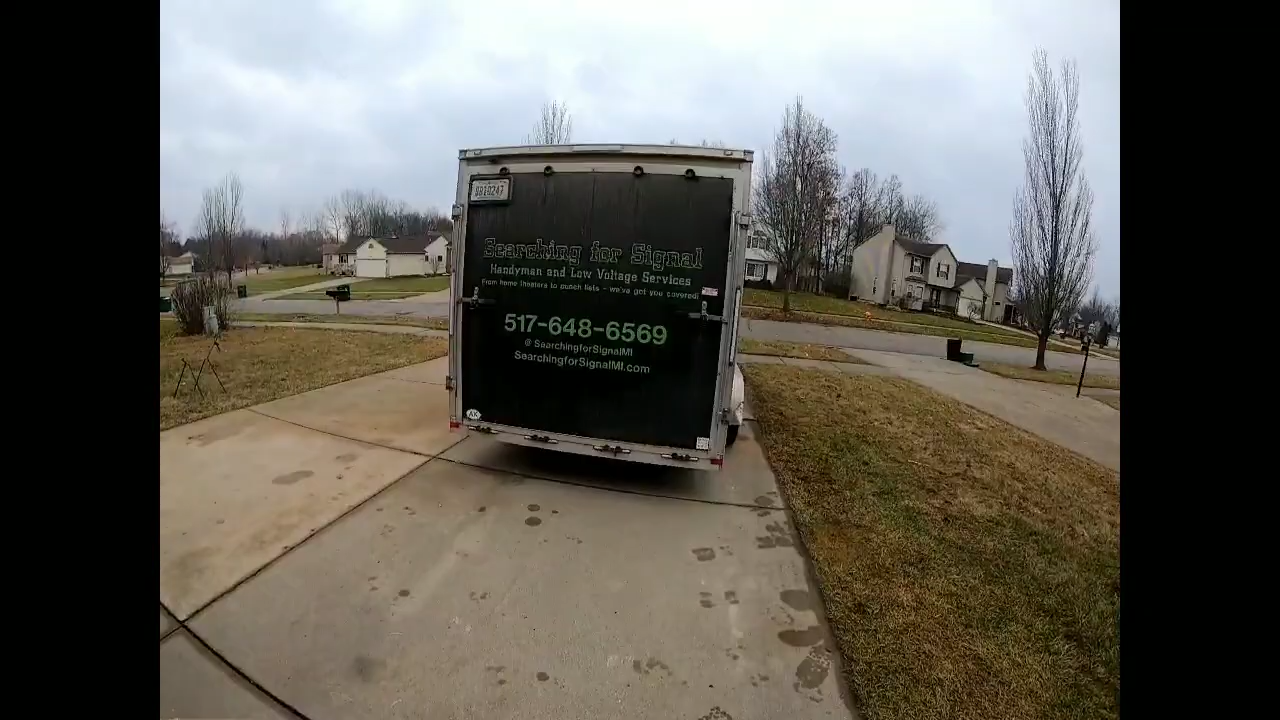 Searching for Signal
Handyman and Low Voltage Services
From home theaters to punch lists - we've got you covered!
517-648-6569
@ SearchingforSignalMI
SearchingforSignalMI.com